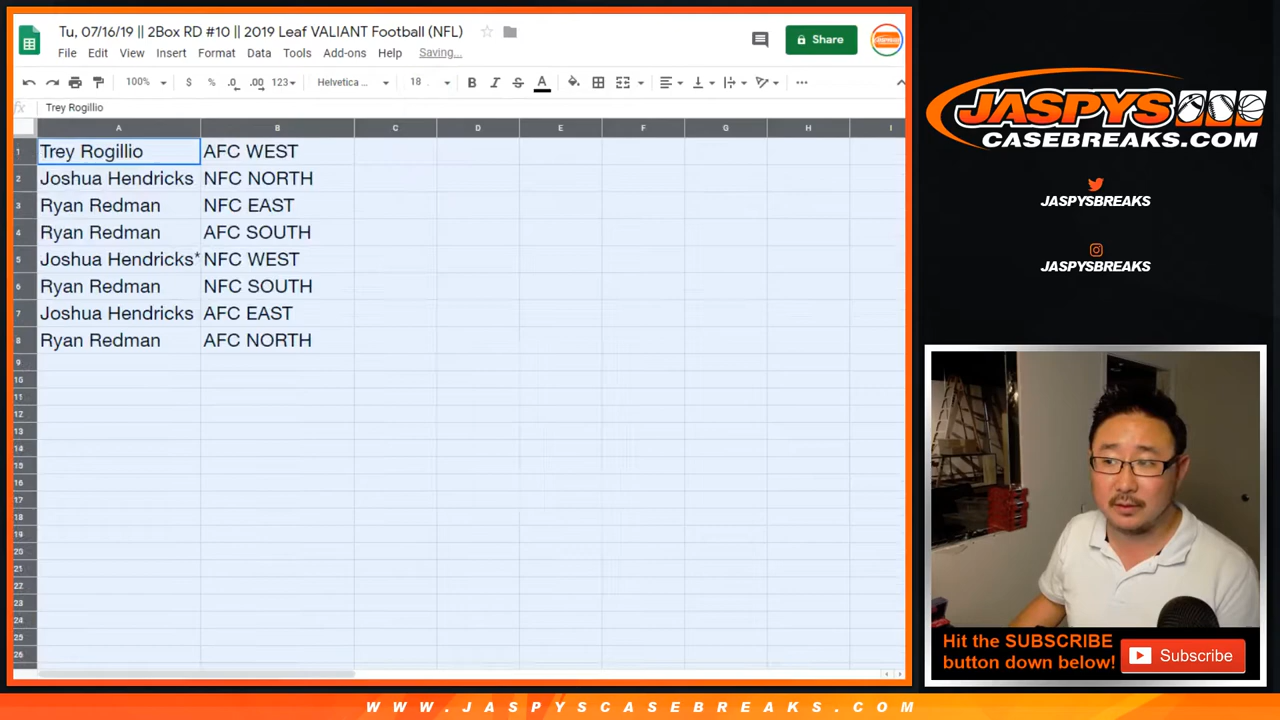 Tu, 07/16/19 || 2Box RD #10 || 2019 Leaf VALIANT Football (NFL)
File Edit View Insert Format Data Tools Add-ons Help Saving...
Share
100% $ % .0 .00 123 Helvetica... 18 B I S A ...
fx Trey Rogillio
A B C D E F G H I
1 Trey Rogillio AFC WEST
2 Joshua Hendricks NFC NORTH
3 Ryan Redman NFC EAST
4 Ryan Redman AFC SOUTH
5 Joshua Hendricks* NFC WEST
6 Ryan Redman NFC SOUTH
7 Joshua Hendricks AFC EAST
8 Ryan Redman AFC NORTH
9
10
11
12
13
14
15
16
17
18
19
20
21
22
23
24
25
26
JASPYS
CASEBREAKS.COM
JASPYSBREAKS
JASPYSBREAKS
Hit the SUBSCRIBE
button down below!
Subscribe
WWW.JASPYSCASEBREAKS.COM